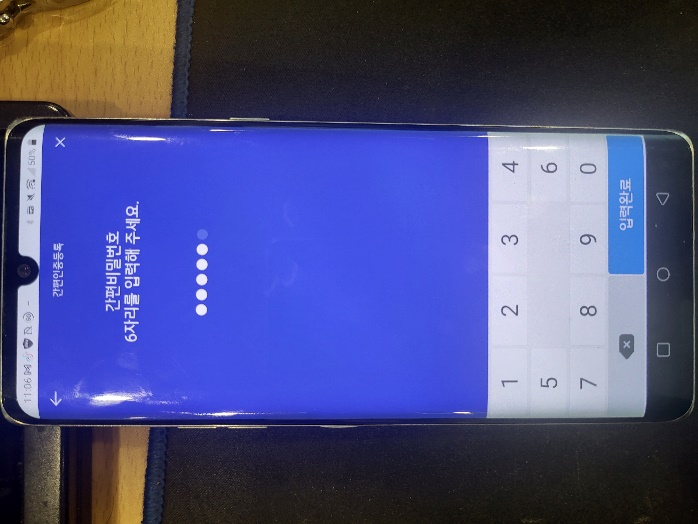 11:06
50%
간편인증등록
간편비밀번호
6자리를 입력해 주세요.
1 2 3 4
5 6
7 8 9 0
입력완료